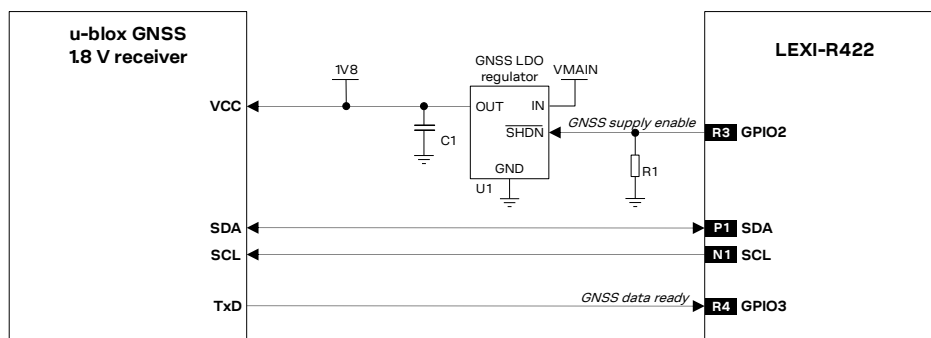 u-blox GNSS
1.8 V receiver
LEXI-R422
GNSS LDO
regulator
1V8
VMAIN
VCC
OUT
IN
GNSS supply enable
SHDN
R3 GPIO2
C1
GND
R1
U1
SDA
P1 SDA
SCL
N1 SCL
GNSS data ready
TxD
R4 GPIO3